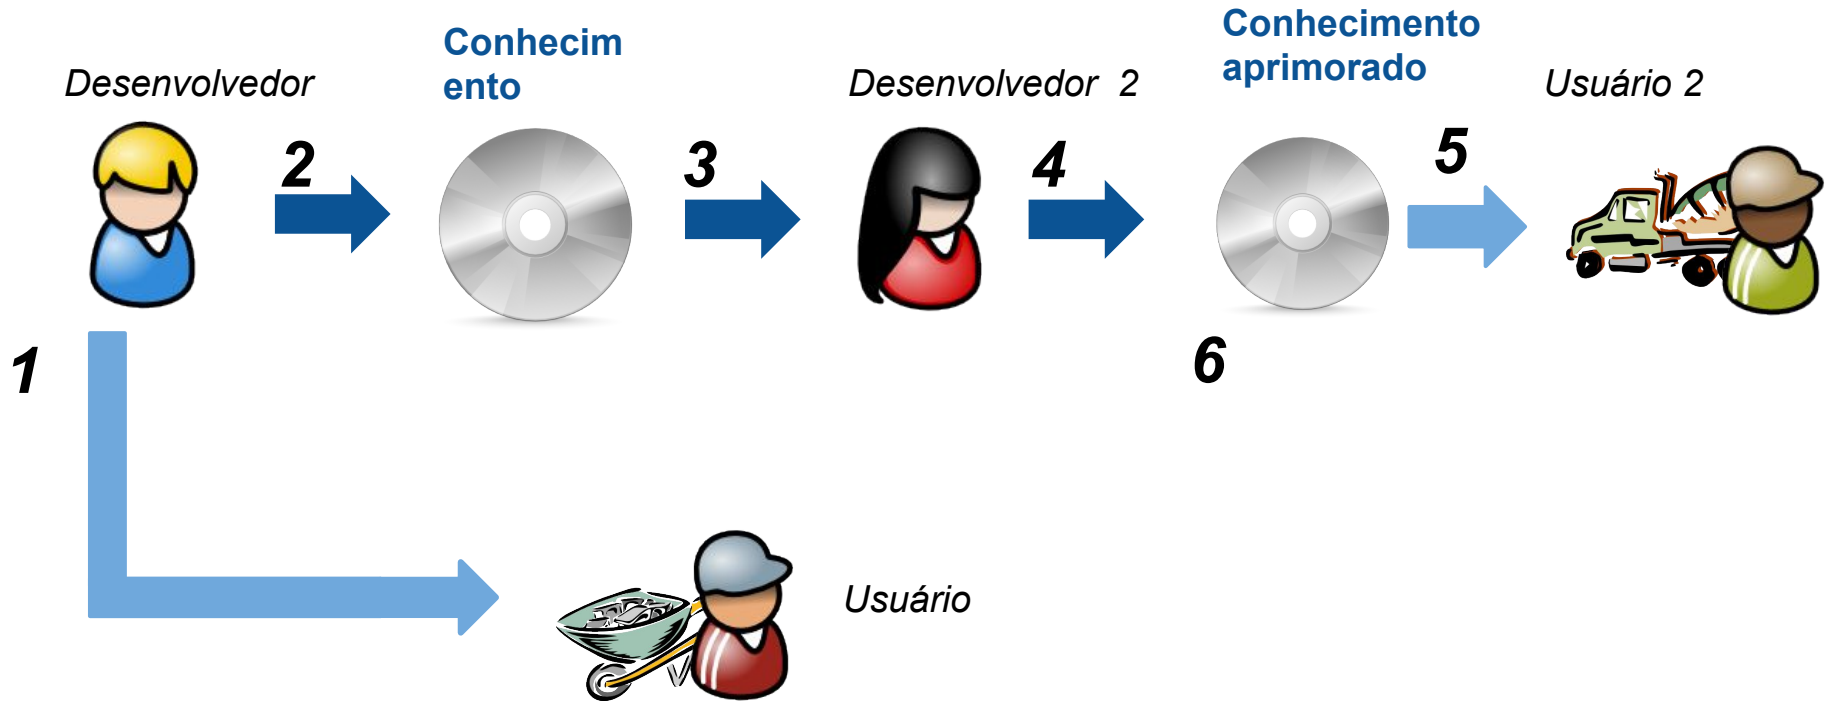 Desenvolvedor
Conhecim
ento
Desenvolvedor 2
Conhecimento
aprimorado
Usuário 2
2
3
4
5
1
6
Usuário